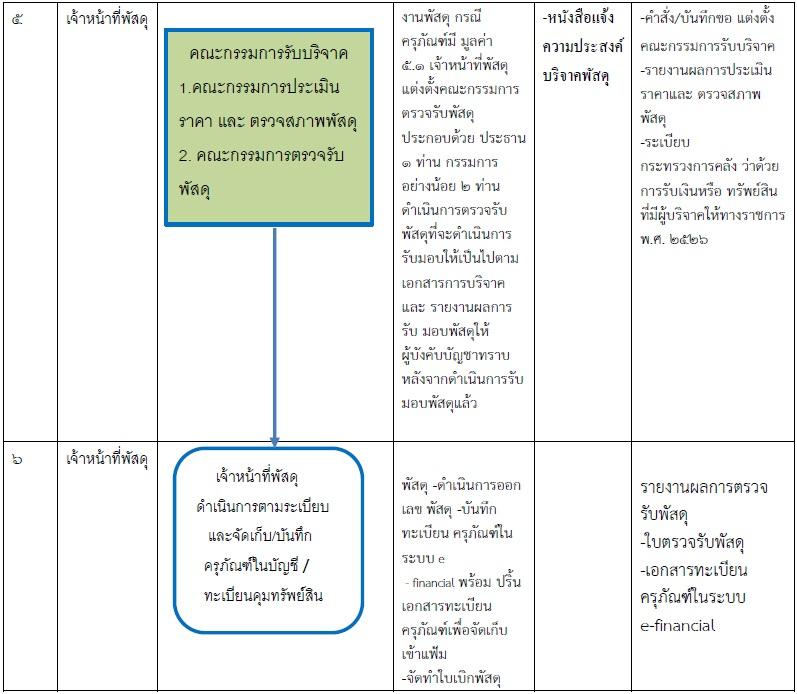 ๕
เจ้าหน้าที่พัสดุ
คณะกรรมการรับบริจาค
1.คณะกรรมการประเมิน
ราคา และ ตรวจสภาพพัสดุ
2. คณะกรรมการตรวจรับ
พัสดุ
งานพัสดุ กรณี
ครุภัณฑ์มี มูลค่า
๕.๑ เจ้าหน้าที่พัสดุ
แต่งตั้งคณะกรรมการ
ตรวจรับพัสดุ
ประกอบด้วย ประธาน
๑ ท่าน กรรมการ
อย่างน้อย ๒ ท่าน
ดำเนินการตรวจรับ
พัสดุที่จะดำเนินการ
รับมอบให้เป็นไปตาม
เอกสารการบริจาค
และ รายงานผลการ
รับ มอบพัสดุให้
ผู้บังคับบัญชาทราบ
หลังจากดำเนินการรับ
มอบพัสดุแล้ว
-หนังสือแจ้ง
ความประสงค์
บริจาคพัสดุ
-คำสั่ง/บันทึกขอ แต่งตั้ง
คณะกรรมการรับบริจาค
-รายงานผลการประเมิน
ราคาและ ตรวจสภาพ
พัสดุ
-ระเบียบ
กระทรวงการคลัง ว่าด้วย
การรับเงินหรือ ทรัพย์สิน
ที่มีผู้บริจาคให้ทางราชการ
พ.ศ. ๒๕๒๖
๖
เจ้าหน้าที่พัสดุ
เจ้าหน้าที่พัสดุ
ดำเนินการตามระเบียบ
และจัดเก็บ/บันทึก
ครุภัณฑ์ในบัญชี /
ทะเบียนคุมทรัพย์สิน
พัสดุ -ดำเนินการออก
เลข พัสดุ -บันทึก
ทะเบียน ครุภัณฑ์ใน
ระบบ e
- financial พร้อม ปริ้น
เอกสารทะเบียน
ครุภัณฑ์เพื่อจัดเก็บ
เข้าแฟ้ม
-จัดทำใบเบิกพัสดุ
รายงานผลการตรวจ
รับพัสดุ
-ใบตรวจรับพัสดุ
-เอกสารทะเบียน
ครุภัณฑ์ในระบบ
e-financial